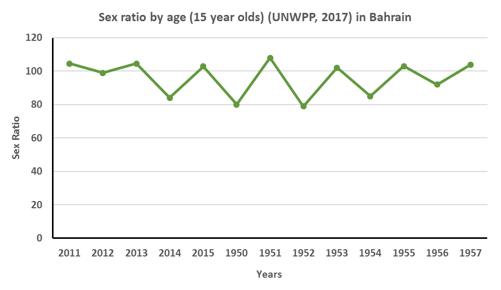 Sex ratio by age (15 year olds) (UNWPP, 2017) in Bahrain
120
100
80
60
40
20
0
Sex Ratio
2011 2012 2013 2014 2015 1950 1951 1952 1953 1954 1955 1956 1957
Years